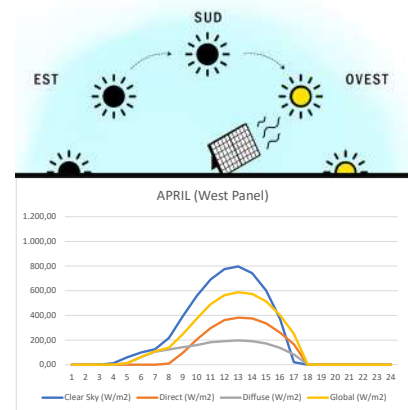 SUD
EST
OVEST
APRIL (West Panel)
1.200,00
1.000,00
800,00
600,00
400,00
200,00
0,00
1 2 3 4 5 6 7 8 9 10 11 12 13 14 15 16 17 18 19 20 21 22 23 24
Clear Sky (W/m2) Direct (W/m2) Diffuse (W/m2) Global (W/m2)